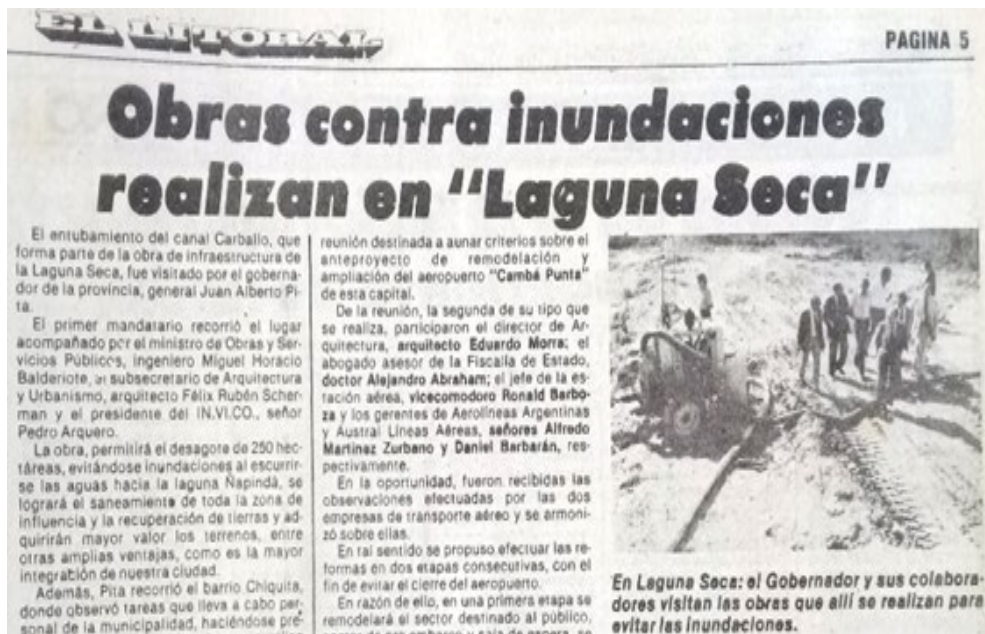 EL LITORAL
PAGINA 5
Obras contra inundaciones
realizan en "Laguna Seca"
El entubamiento del canal Carballo, que
forma parte de la obra de infraestructura de
la Laguna Seca, fue visitado por el goberna-
dor de la provincia, general Juan Alberto Pi-
ta.
El primer mandatario recorrió el lugar
acompañado por el ministro de Obras y Ser-
vicios Públicos, ingeniero Miguel Horacio
Balderiote, al subsecretario de Arquitectura
y Urbanismo, arquitecto Félix Rubén Scher-
man y el presidente del IN.VI.CO., señor
Pedro Arquero.
La obra, permitirá el desagote de 250 hec-
táreas, evitándose inundaciones al escurrir-
se las aguas hacia la laguna Ñapindá, se
logrará el saneamiento de toda la zona de
influencia y la recuperación de tierras y ad-
quirirán mayor valor los terrenos, entre
otras amplias ventajas, como es la mayor
integración de nuestra ciudad.
Además, Pita recorrió el barrio Chiquita,
donde observó tareas que lleva a cabo per-
sonal de la municipalidad, haciéndose pre-
reunión destinada a aunar criterios sobre el
anteproyecto de remodelación y
ampliación del aeropuerto "Cambá Punta"
de esta capital.
De la reunión, la segunda de su tipo que
se realiza, participaron el director de Ar-
quitectura, arquitecto Eduardo Morra; el
abogado asesor de la Fiscalía de Estado,
doctor Alejandro Abraham; el jefe de la es-
tación aérea, vicecomodoro Ronald Barbo-
za y los gerentes de Aerolíneas Argentinas
y Austral Líneas Aéreas, señores Alfredo
Martinez Zurbano y Daniel Barbarán, res-
pectivamente.
En la oportunidad, fueron recibidas las
observaciones efectuadas por las dos
empresas de transporte aéreo y se armoni-
zó sobre ellas.
En tal sentido se propuso efectuar las re-
formas en dos etapas consecutivas, con el
fin de evitar el cierre del aeropuerto.
En razón de ello, en una primera etapa se
remodelará el sector destinado al público,
En Laguna Seca: el Gobernador y sus colabora-
dores visitan las obras que allí se realizan para
evitar las inundaciones.